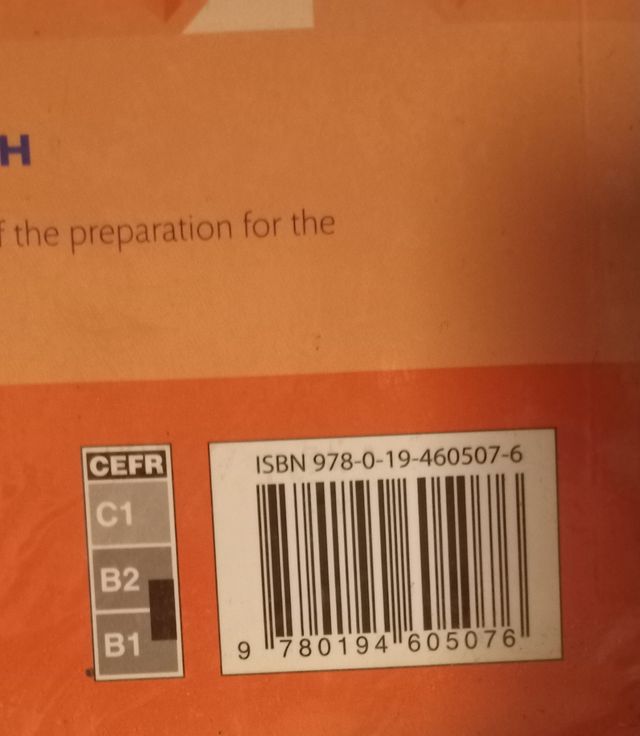 H
f the preparation for the
CEFR
C1
B2
B1
ISBN 978-0-19-460507-6
9 780194 605076